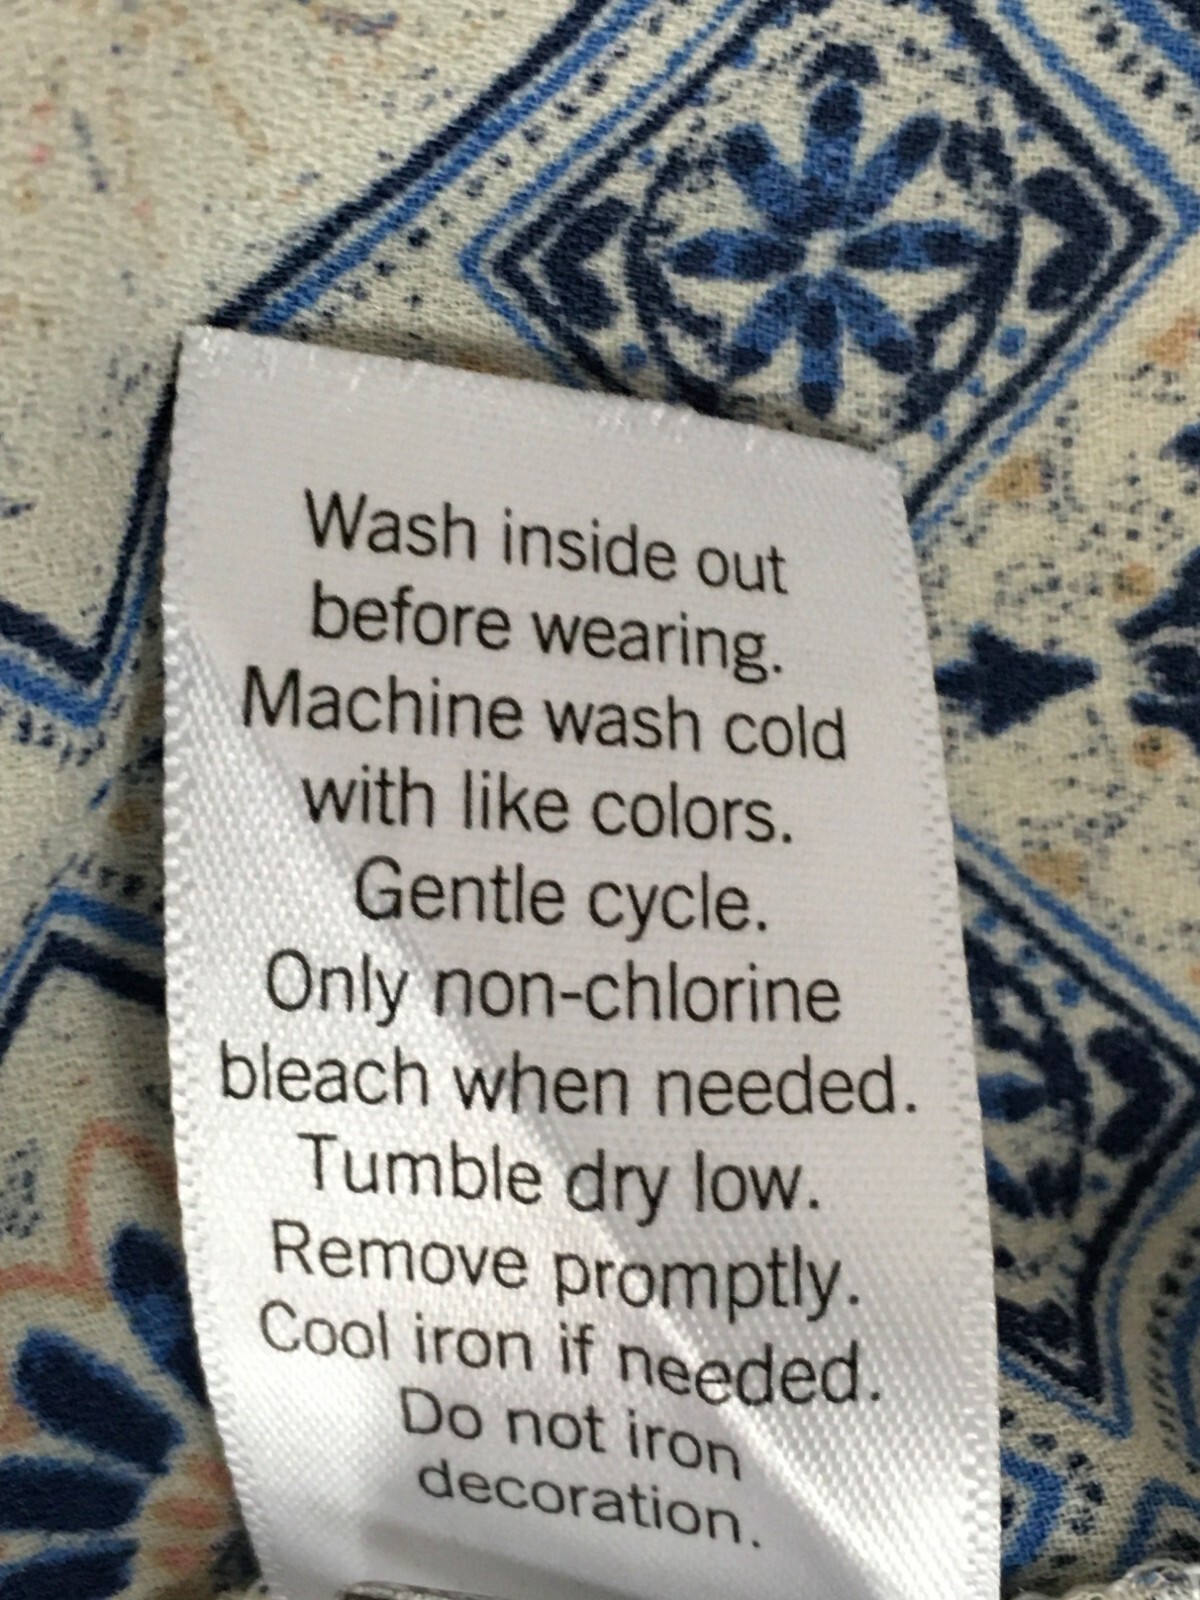 Wash inside out
before wearing.
Machine wash cold
with like colors.
Gentle cycle.
Only non-chlorine
bleach when needed.
Tumble dry low.
Remove promptly.
Cool iron if needed.
Do not iron
decoration.